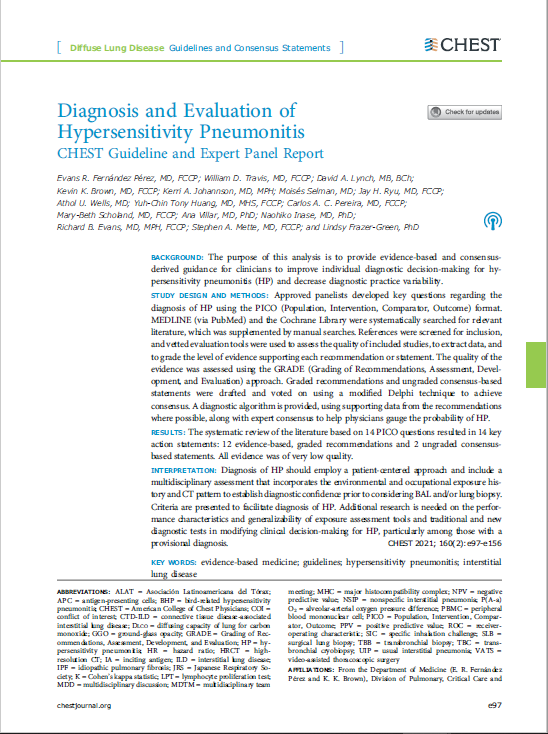 [ Diffuse Lung Disease Guidelines and Consensus Statements ]
CHEST
Diagnosis and Evaluation of
Hypersensitivity Pneumonitis
CHEST Guideline and Expert Panel Report
Check for updates
Evans R. Fernández Pérez, MD, FCCP; William D. Travis, MD, FCCP; David A. Lynch, MB, BCh;
Kevin K. Brown, MD, FCCP; Kerri A. Johannson, MD, MPH; Moisés Selman, MD; Jay H. Ryu, MD, FCCP;
Athol U. Wells, MD; Yuh-Chin Tony Huang, MD, MHS, FCCP; Carlos A. C. Pereira, MD, FCCP;
Mary-Beth Scholand, MD, FCCP; Ana Villar, MD, PhD; Naohiko Inase, MD, PhD;
Richard B. Evans, MD, MPH, FCCP; Stephen A. Mette, MD, FCCP; and Lindsy Frazer-Green, PhD
BACKGROUND: The purpose of this analysis is to provide evidence-based and consensus-
derived guidance for clinicians to improve individual diagnostic decision-making for hy-
persensitivity pneumonitis (HP) and decrease diagnostic practice variability.
STUDY DESIGN AND METHODS: Approved panelists developed key questions regarding the
diagnosis of HP using the PICO (Population, Intervention, Comparator, Outcome) format.
MEDLINE (via PubMed) and the Cochrane Library were systematically searched for relevant
literature, which was supplemented by manual searches. References were screened for inclusion,
and vetted evaluation tools were used to assess the quality of included studies, to extract data, and
to grade the level of evidence supporting each recommendation or statement. The quality of the
evidence was assessed using the GRADE (Grading of Recommendations, Assessment, Devel-
opment, and Evaluation) approach. Graded recommendations and ungraded consensus-based
statements were drafted and voted on using a modified Delphi technique to achieve
consensus. A diagnostic algorithm is provided, using supporting data from the recommendations
where possible, along with expert consensus to help physicians gauge the probability of HP.
RESULTS: The systematic review of the literature based on 14 PICO questions resulted in 14 key
action statements: 12 evidence-based, graded recommendations and 2 ungraded consensus-
based statements. All evidence was of very low quality.
INTERPRETATION: Diagnosis of HP should employ a patient-centered approach and include a
multidisciplinary assessment that incorporates the environmental and occupational exposure his-
tory and CT pattern to establish diagnostic confidence prior to considering BAL and/or lung biopsy.
Criteria are presented to facilitate diagnosis of HP. Additional research is needed on the perfor-
mance characteristics and generalizability of exposure assessment tools and traditional and new
diagnostic tests in modifying clinical decision-making for HP, particularly among those with a
provisional diagnosis. CHEST 2021; 160(2):e97-e156
KEY WORDS: evidence-based medicine; guidelines; hypersensitivity pneumonitis; interstitial
lung disease
ABBREVIATIONS: ALAT = Asociación Latinoamericana del Tórax;
APC = antigen-presenting cells; BHP = bird-related hypersensitivity
pneumonitis; CHEST = American College of Chest Physicians; COI =
conflict of interest; CTD-ILD = connective tissue disease-associated
interstitial lung disease; DLCO = diffusing capacity of lung for carbon
monoxide; GGO = ground-glass opacity; GRADE = Grading of Rec-
ommendations, Assessment, Development, and Evaluation; HP = hy-
persensitivity pneumonitis; HR = hazard ratio; HRCT = high-
resolution CT; IA = inciting antigen; ILD = interstitial lung disease;
IPF = idiopathic pulmonary fibrosis; JRS = Japanese Respiratory So-
ciety; K = Cohen's kappa statistic; LPT = lymphocyte proliferation test;
MDD = multidisciplinary discussion; MDTM = multidisciplinary team
meeting; MHC = major histocompatibility complex; NPV = negative
predictive value; NSIP = nonspecific interstitial pneumonia; P(A-a)
O2 = alveolar-arterial oxygen pressure difference; PBMC = peripheral
blood mononuclear cell; PICO = Population, Intervention, Compar-
ator, Outcome; PPV = positive predictive value; ROC = receiver-
operating characteristic; SIC = specific inhalation challenge; SLB =
surgical lung biopsy; TBB = transbronchial biopsy; TBC = trans-
bronchial cryobiopsy; UIP = usual interstitial pneumonia; VATS =
video-assisted thoracoscopic surgery
AFFILIATIONS: From the Department of Medicine (E. R. Fernández
Pérez and K. K. Brown), Division of Pulmonary, Critical Care and
chestjournal.org
e97